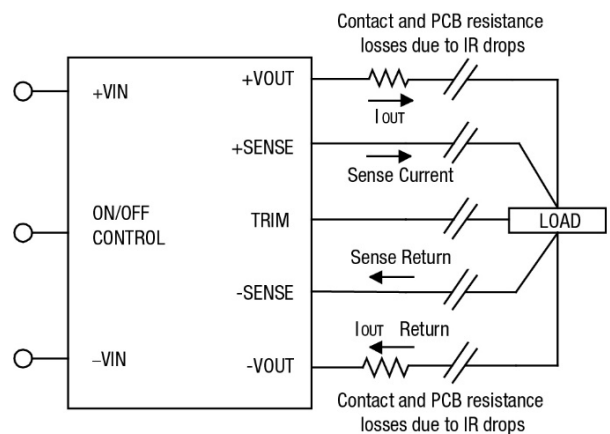 Contact and PCB resistance
losses due to IR drops
+VOUT
+VIN
IOUT
+SENSE
Sense Current
ON/OFF
CONTROL
TRIM
LOAD
Sense Return
-SENSE
IOUT Return
–VIN
-VOUT
Contact and PCB resistance
losses due to IR drops